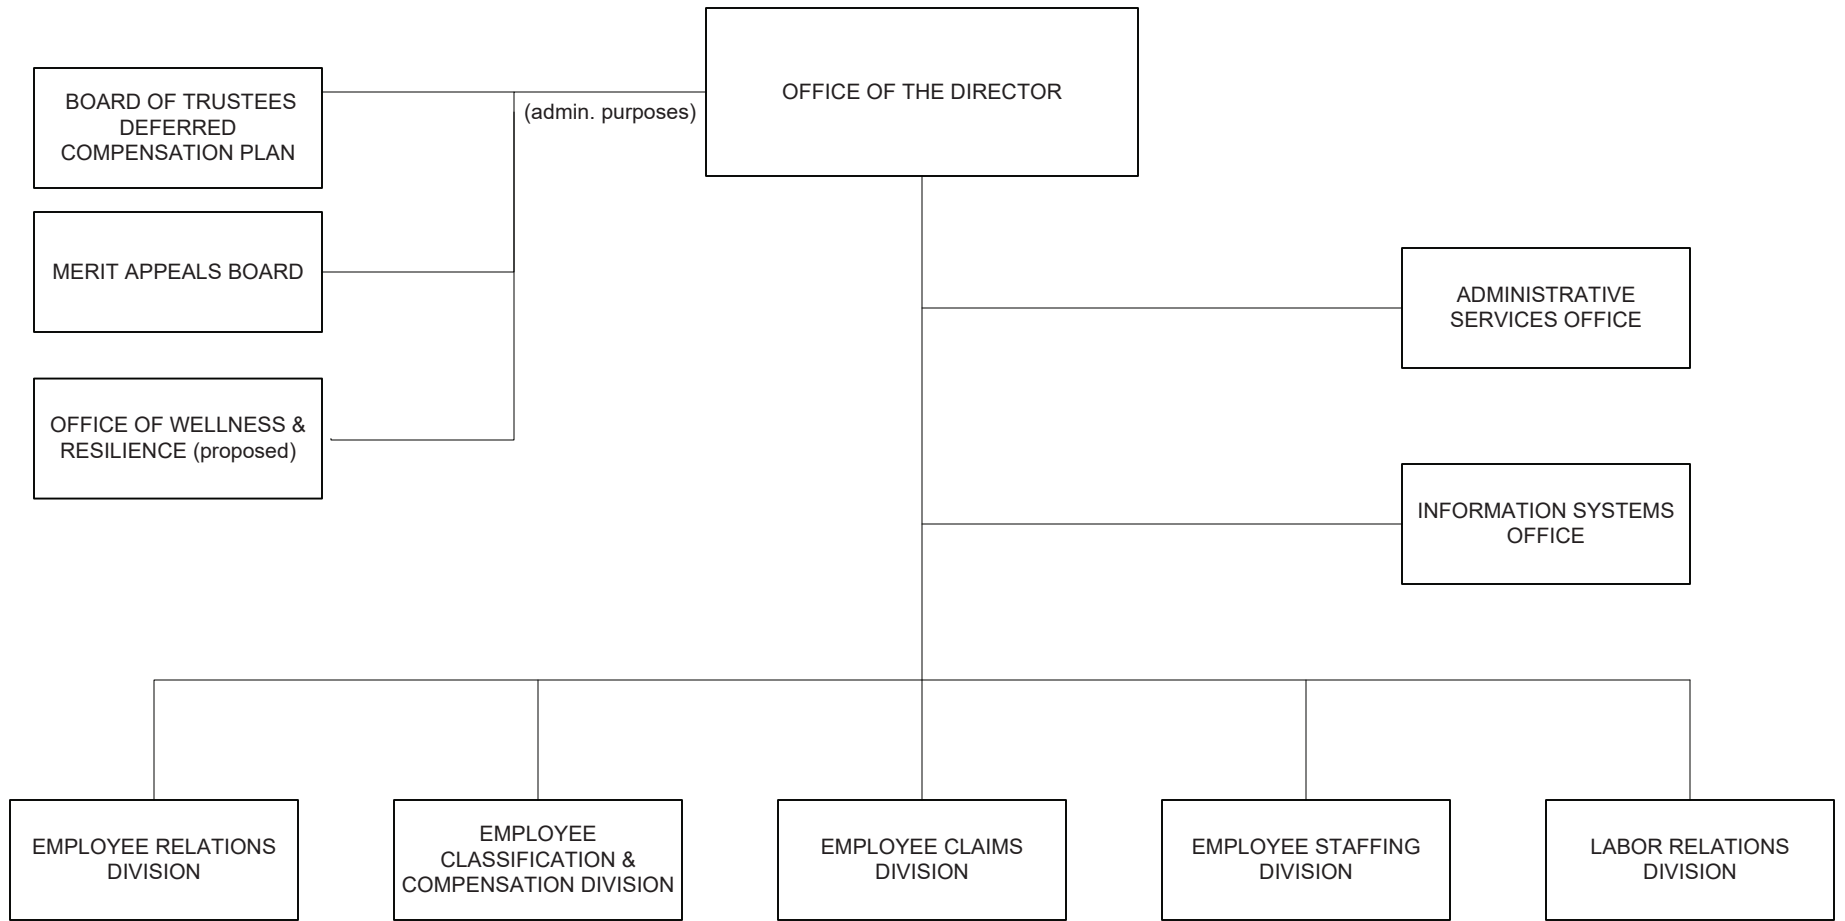 OFFICE OF THE DIRECTOR
BOARD OF TRUSTEES
DEFERRED
COMPENSATION PLAN
(admin. purposes)
MERIT APPEALS BOARD
ADMINISTRATIVE
SERVICES OFFICE
OFFICE OF WELLNESS &
RESILIENCE (proposed)
INFORMATION SYSTEMS
OFFICE
EMPLOYEE RELATIONS
DIVISION
EMPLOYEE
CLASSIFICATION &
COMPENSATION DIVISION
EMPLOYEE CLAIMS
DIVISION
EMPLOYEE STAFFING
DIVISION
LABOR RELATIONS
DIVISION